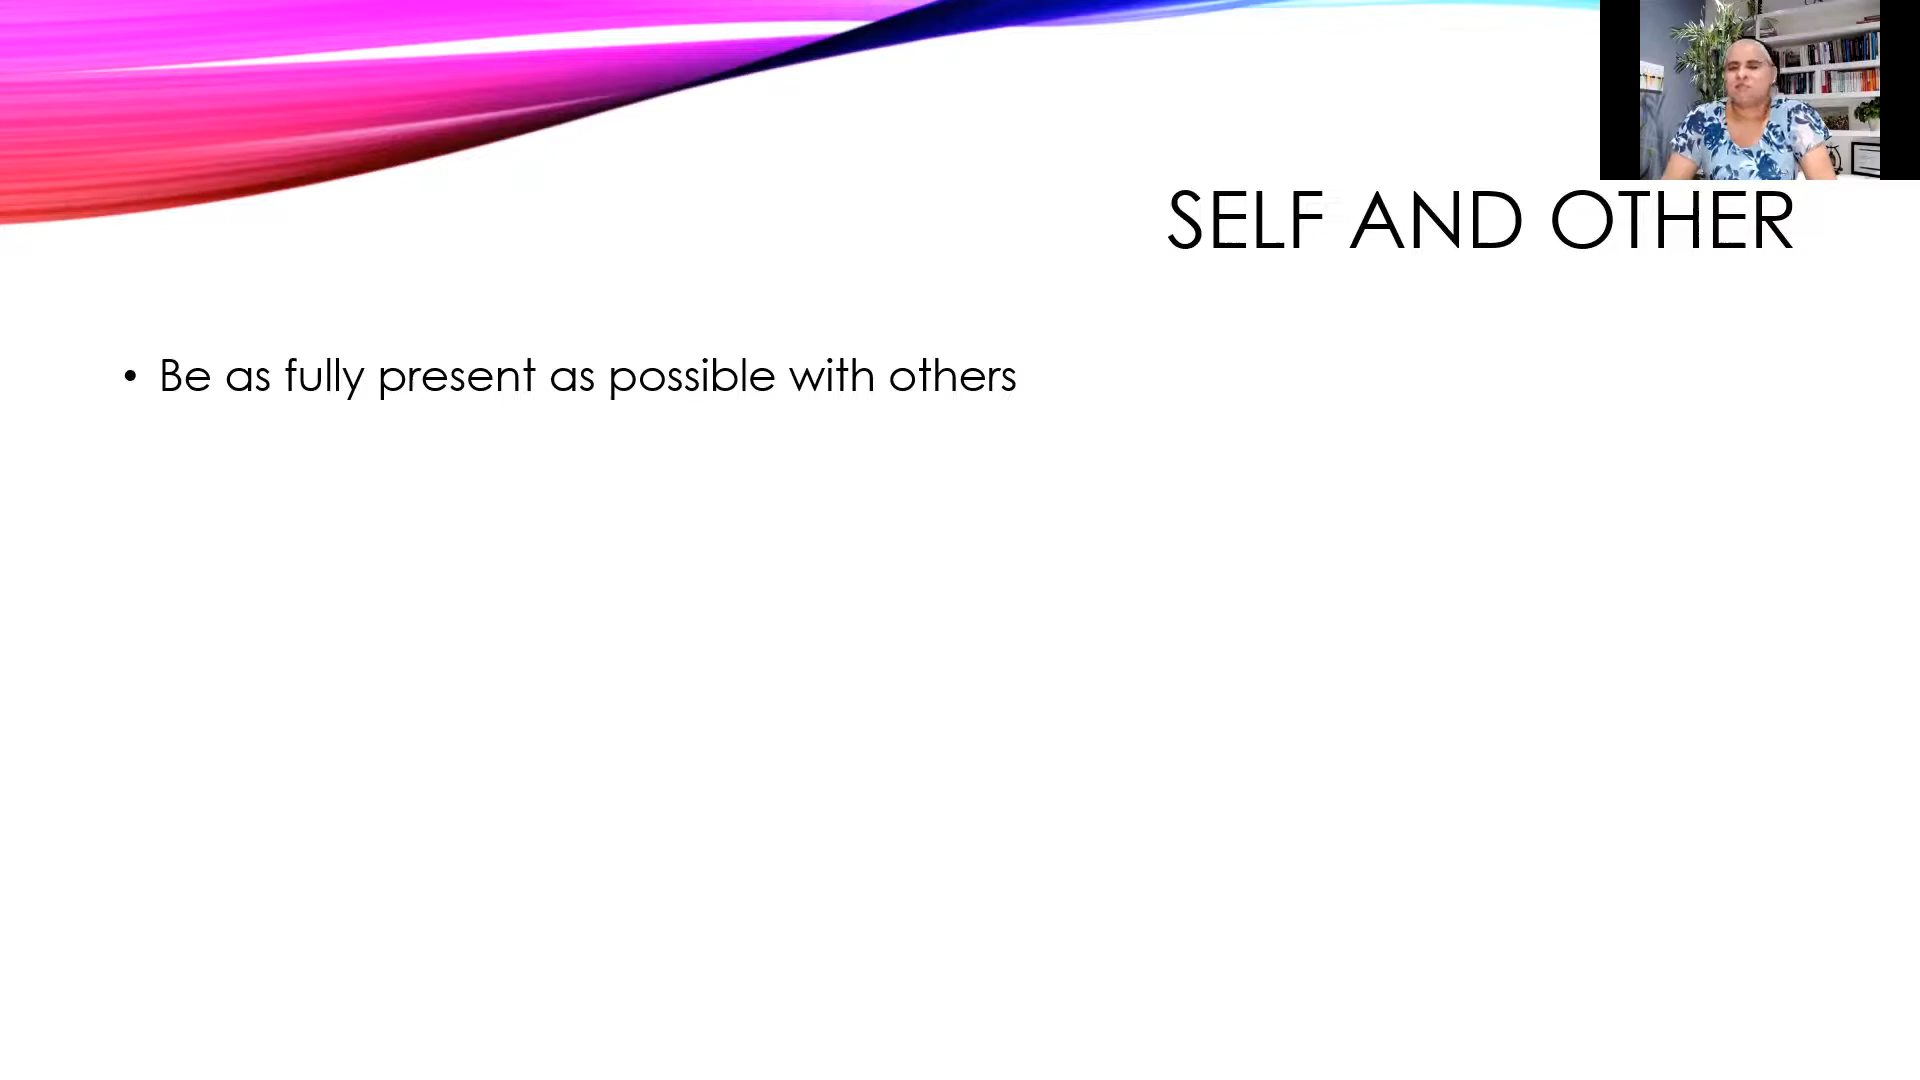 SELF AND OTHER
• Be as fully present as possible with others